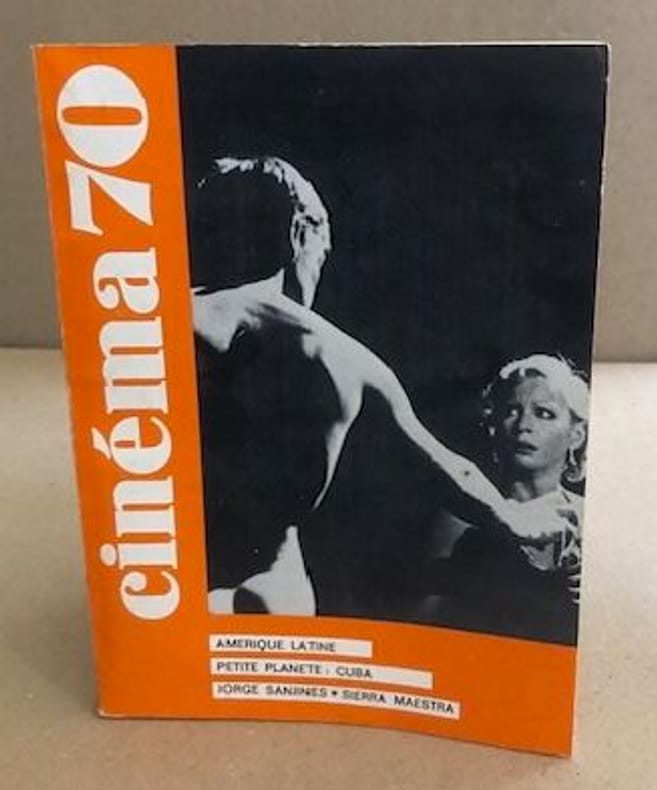 cinéma 70
AMERIQUE LATINE
PETITE PLANETE : CUBA
JORGE SANJINES * SIERRA MAESTRA